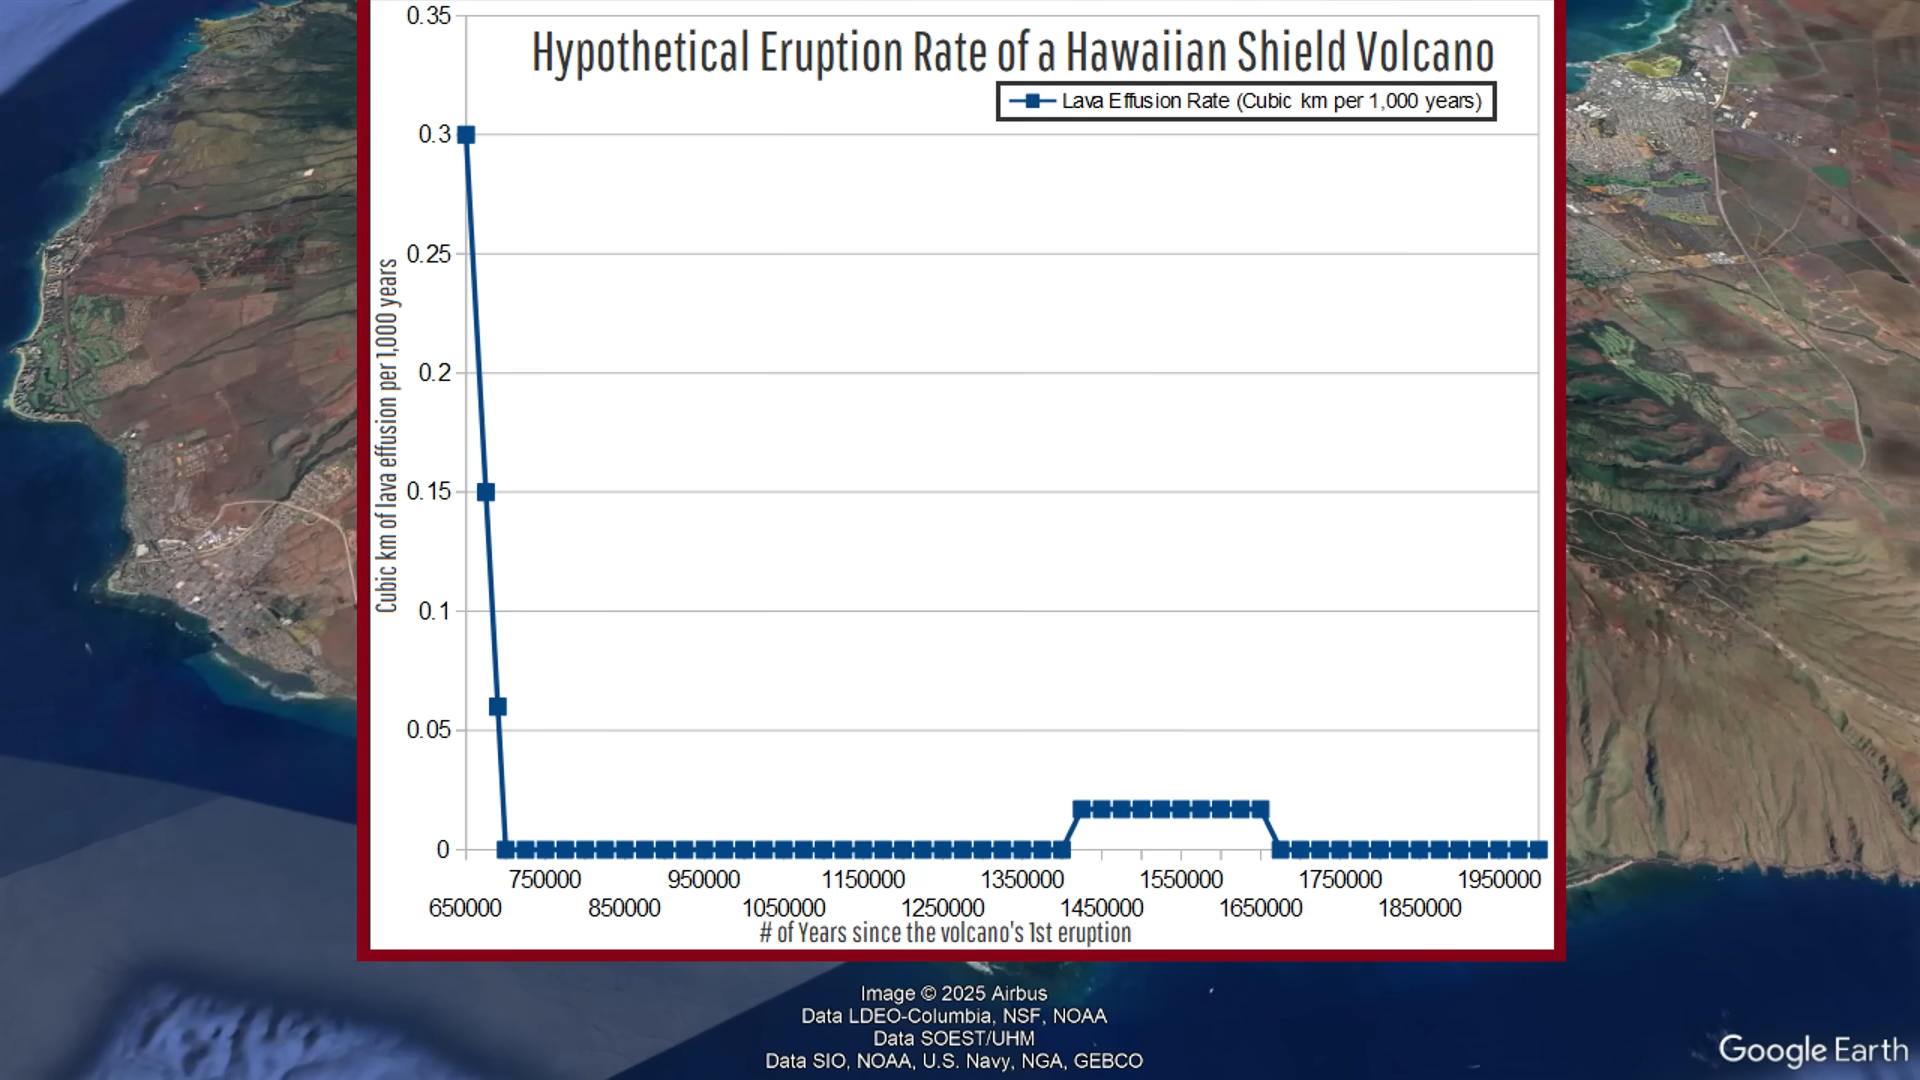 Hypothetical Eruption Rate of a Hawaiian Shield Volcano
Lava Effusion Rate (Cubic km per 1,000 years)
Cubic km of lava effusion per 1,000 years
0.35
0.3
0.25
0.2
0.15
0.1
0.05
0
750000 950000 1150000 1350000 1550000 1750000 1950000
650000 850000 1050000 1250000 1450000 1650000 1850000
# of Years since the volcano's 1st eruption
Image © 2025 Airbus
Data LDEO-Columbia, NSF, NOAA
Data SOEST/UHM
Data SIO, NOAA, U.S. Navy, NGA, GEBCO
Google Earth